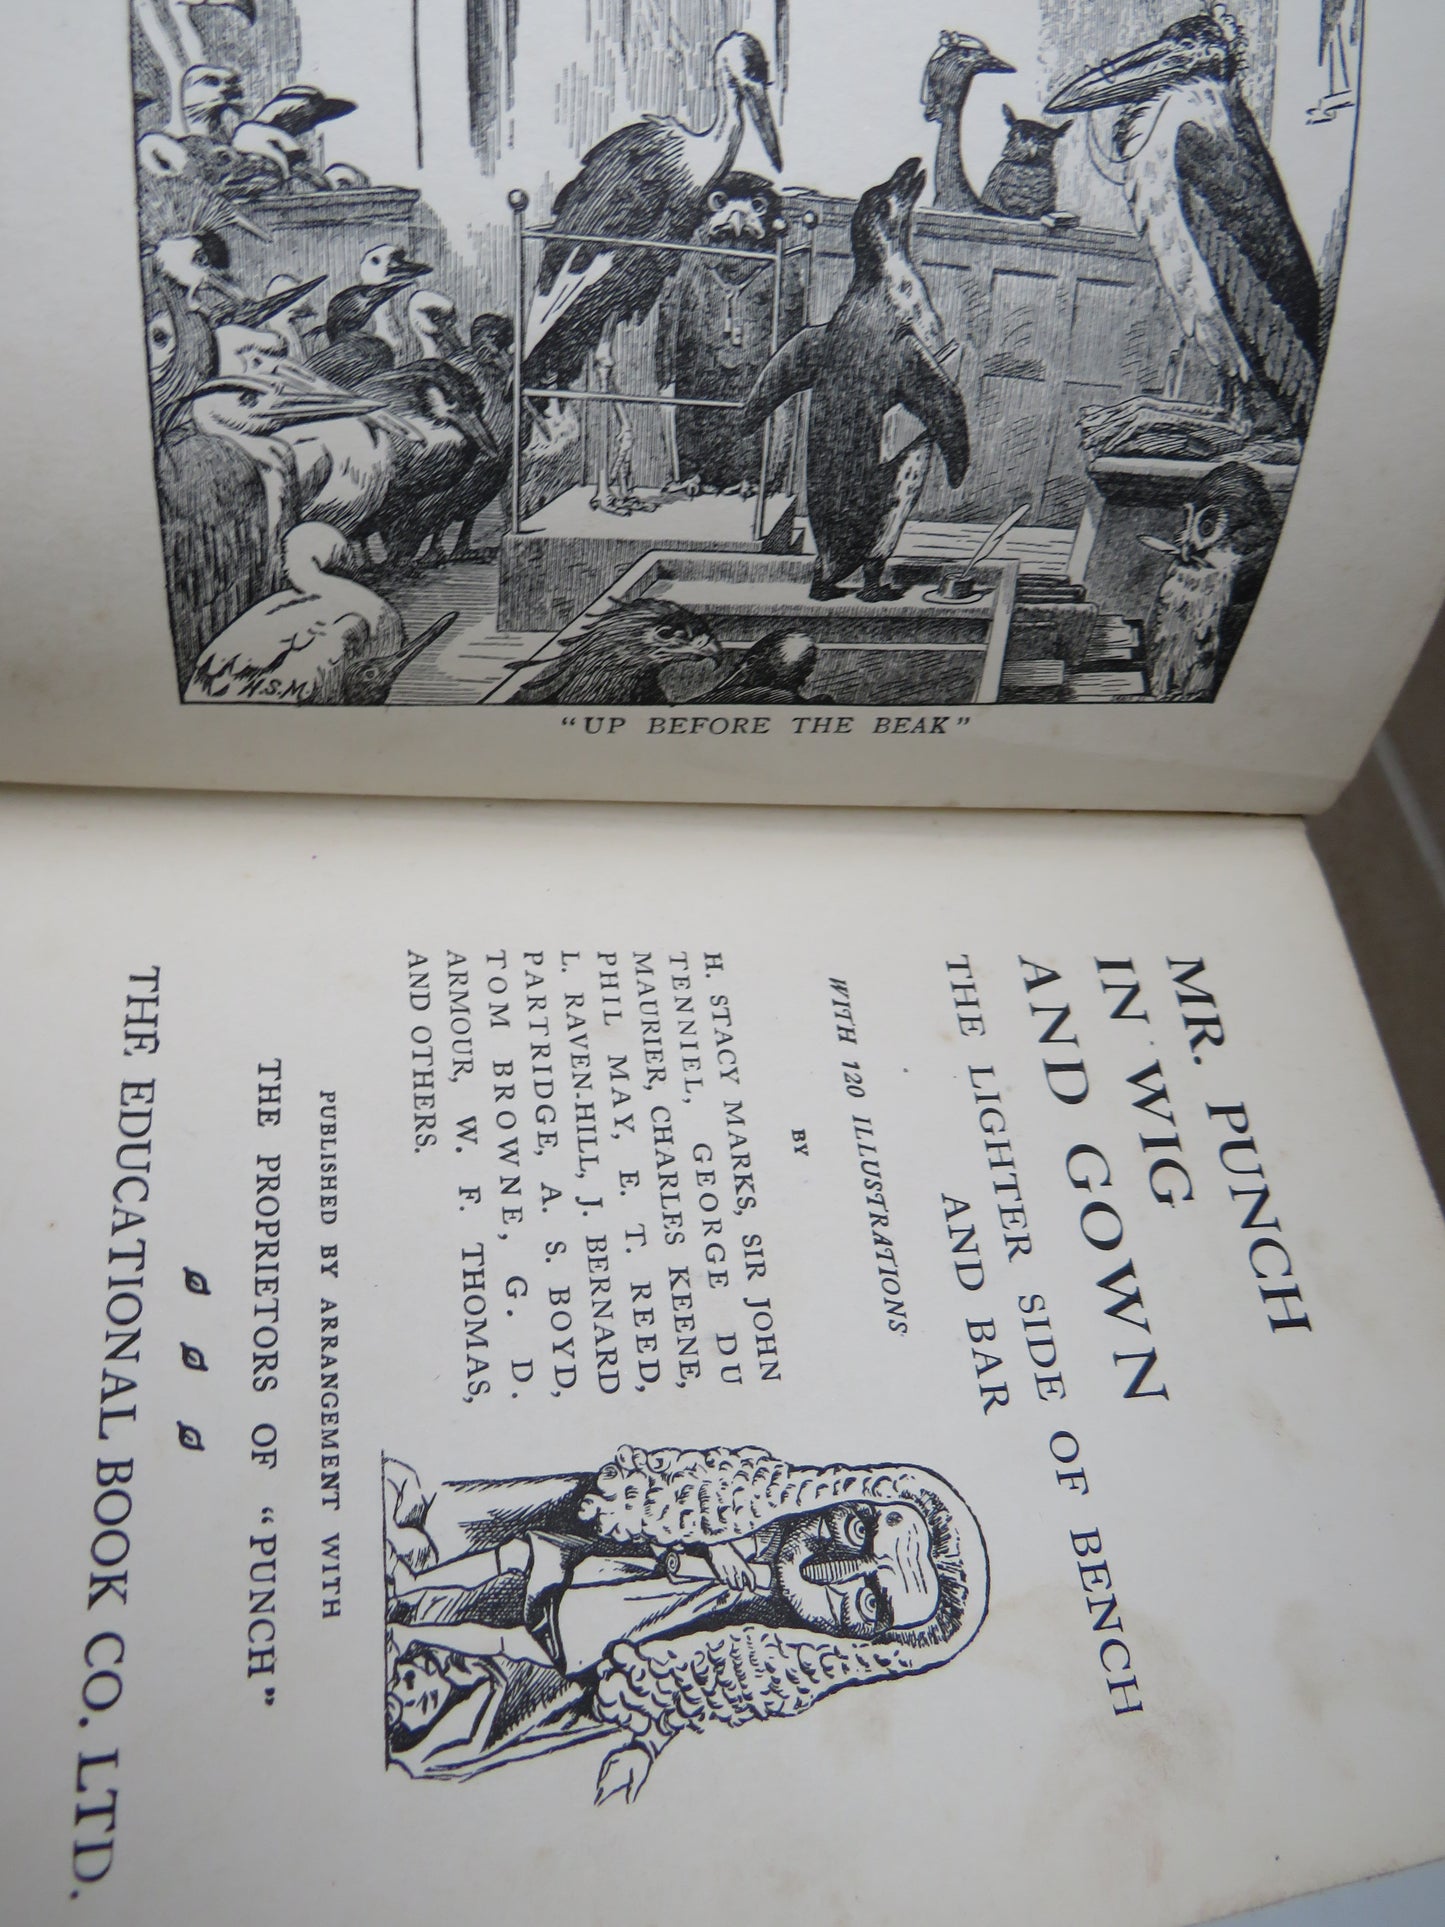 H.S.M.
"UP BEFORE THE BEAK"
MR. PUNCH
IN WIG
AND GOWN
THE LIGHTER SIDE OF BENCH
AND BAR
WITH 120 ILLUSTRATIONS
BY
H. STACY MARKS, SIR JOHN
TENNIEL, GEORGE DU
MAURIER, CHARLES KEENE,
PHIL MAY, E. T. REED,
L. RAVEN-HILL, J. BERNARD
PARTRIDGE, A. S. BOYD,
TOM BROWNE, G. D.
ARMOUR, W. F. THOMAS,
AND OTHERS.
PUBLISHED BY ARRANGEMENT WITH
THE PROPRIETORS OF "PUNCH"
THE EDUCATIONAL BOOK CO. LTD.